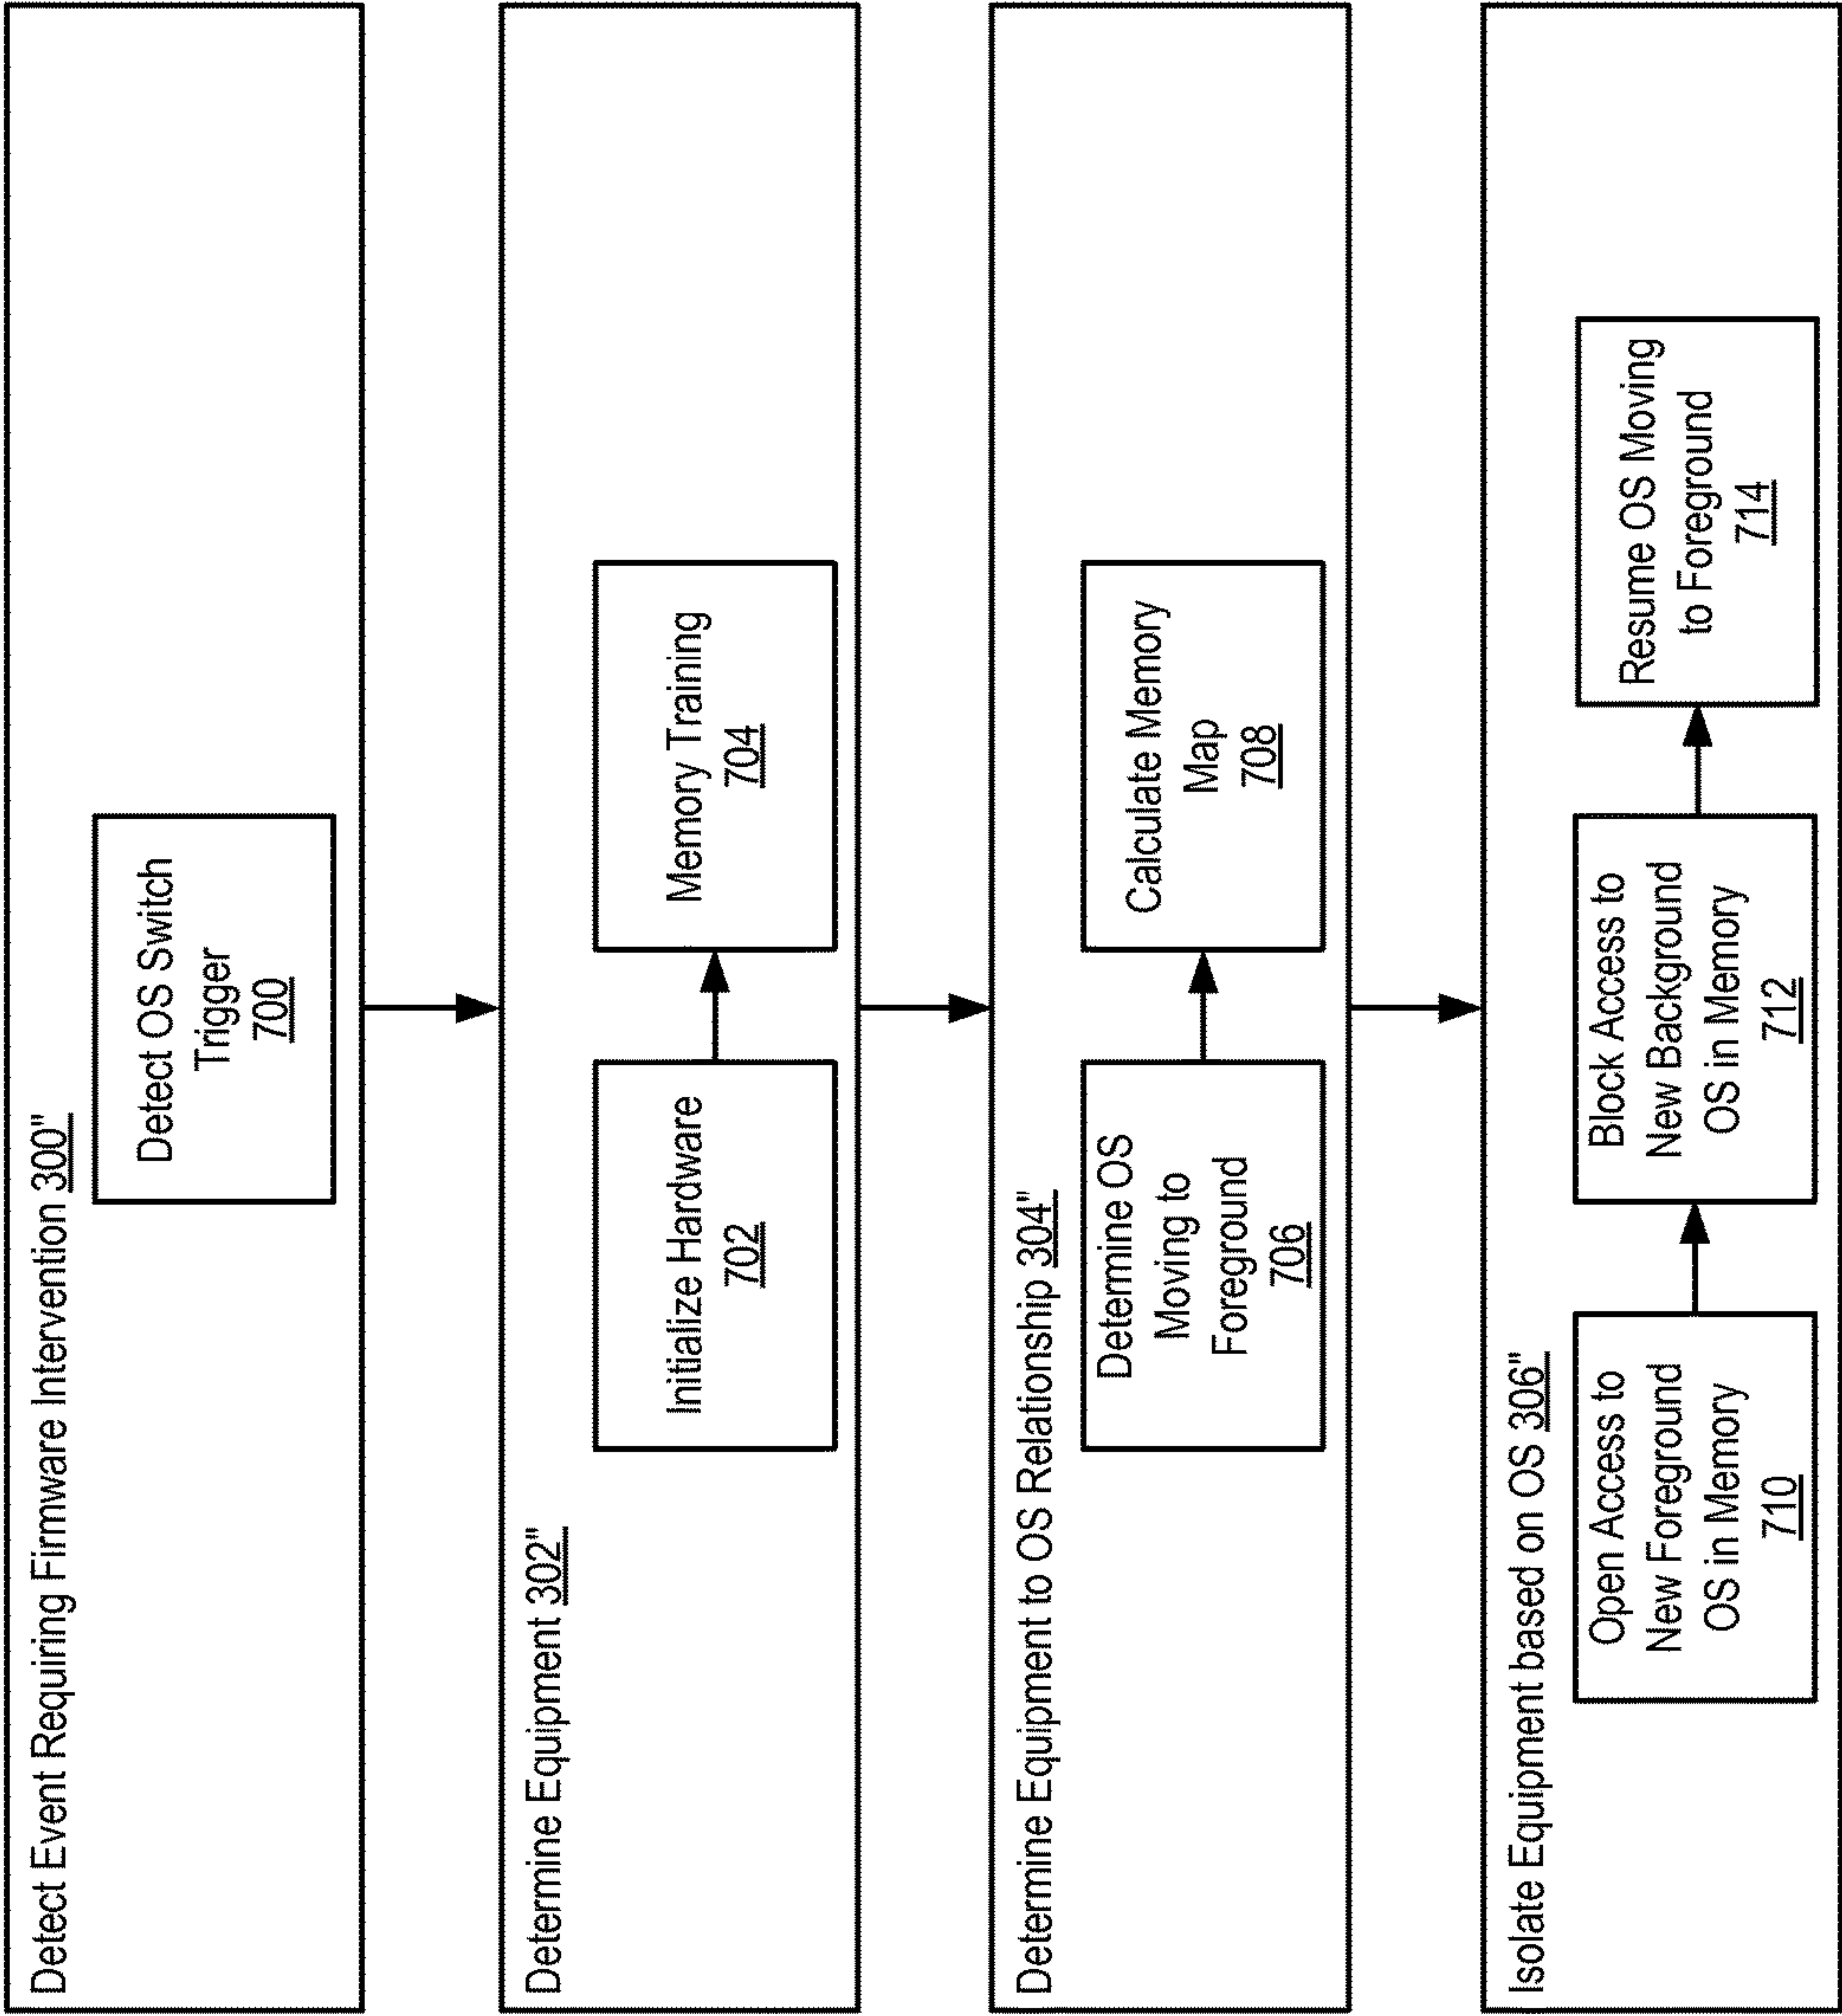 Detect Event Requiring Firmware Intervention 300"
Detect OS Switch
Trigger
700
Determine Equipment 302"
Initialize Hardware
702
Memory Training
704
Determine Equipment to OS Relationship 304"
Determine OS
Moving to
Foreground
706
Calculate Memory
Map
708
Isolate Equipment based on OS 306"
Open Access to
New Foreground
OS in Memory
710
Block Access to
New Background
OS in Memory
712
Resume OS Moving
to Foreground
714